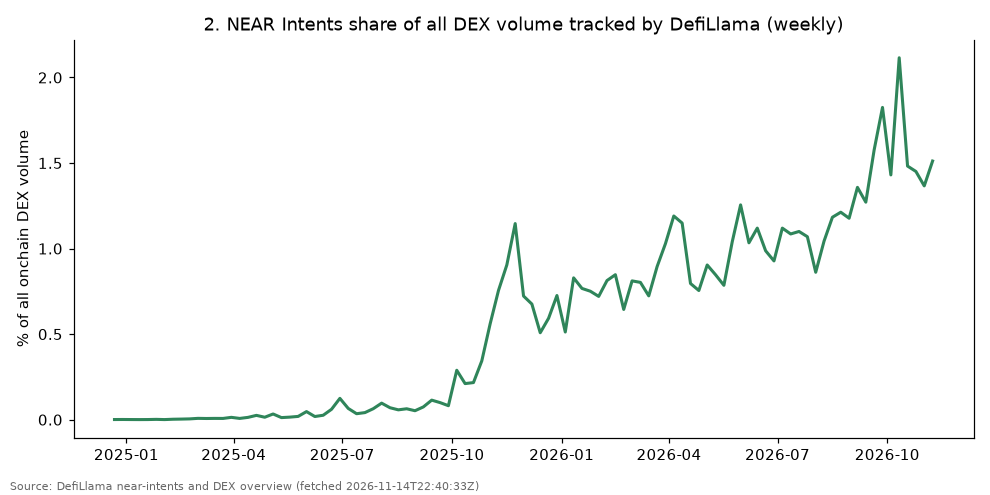 2. NEAR Intents share of all DEX volume tracked by DefiLlama (weekly)
% of all onchain DEX volume
2.0
1.5
1.0
0.5
0.0
2025-01 2025-04 2025-07 2025-10 2026-01 2026-04 2026-07 2026-10
Source: DefiLlama near-intents and DEX overview (fetched 2026-11-14T22:40:33Z)